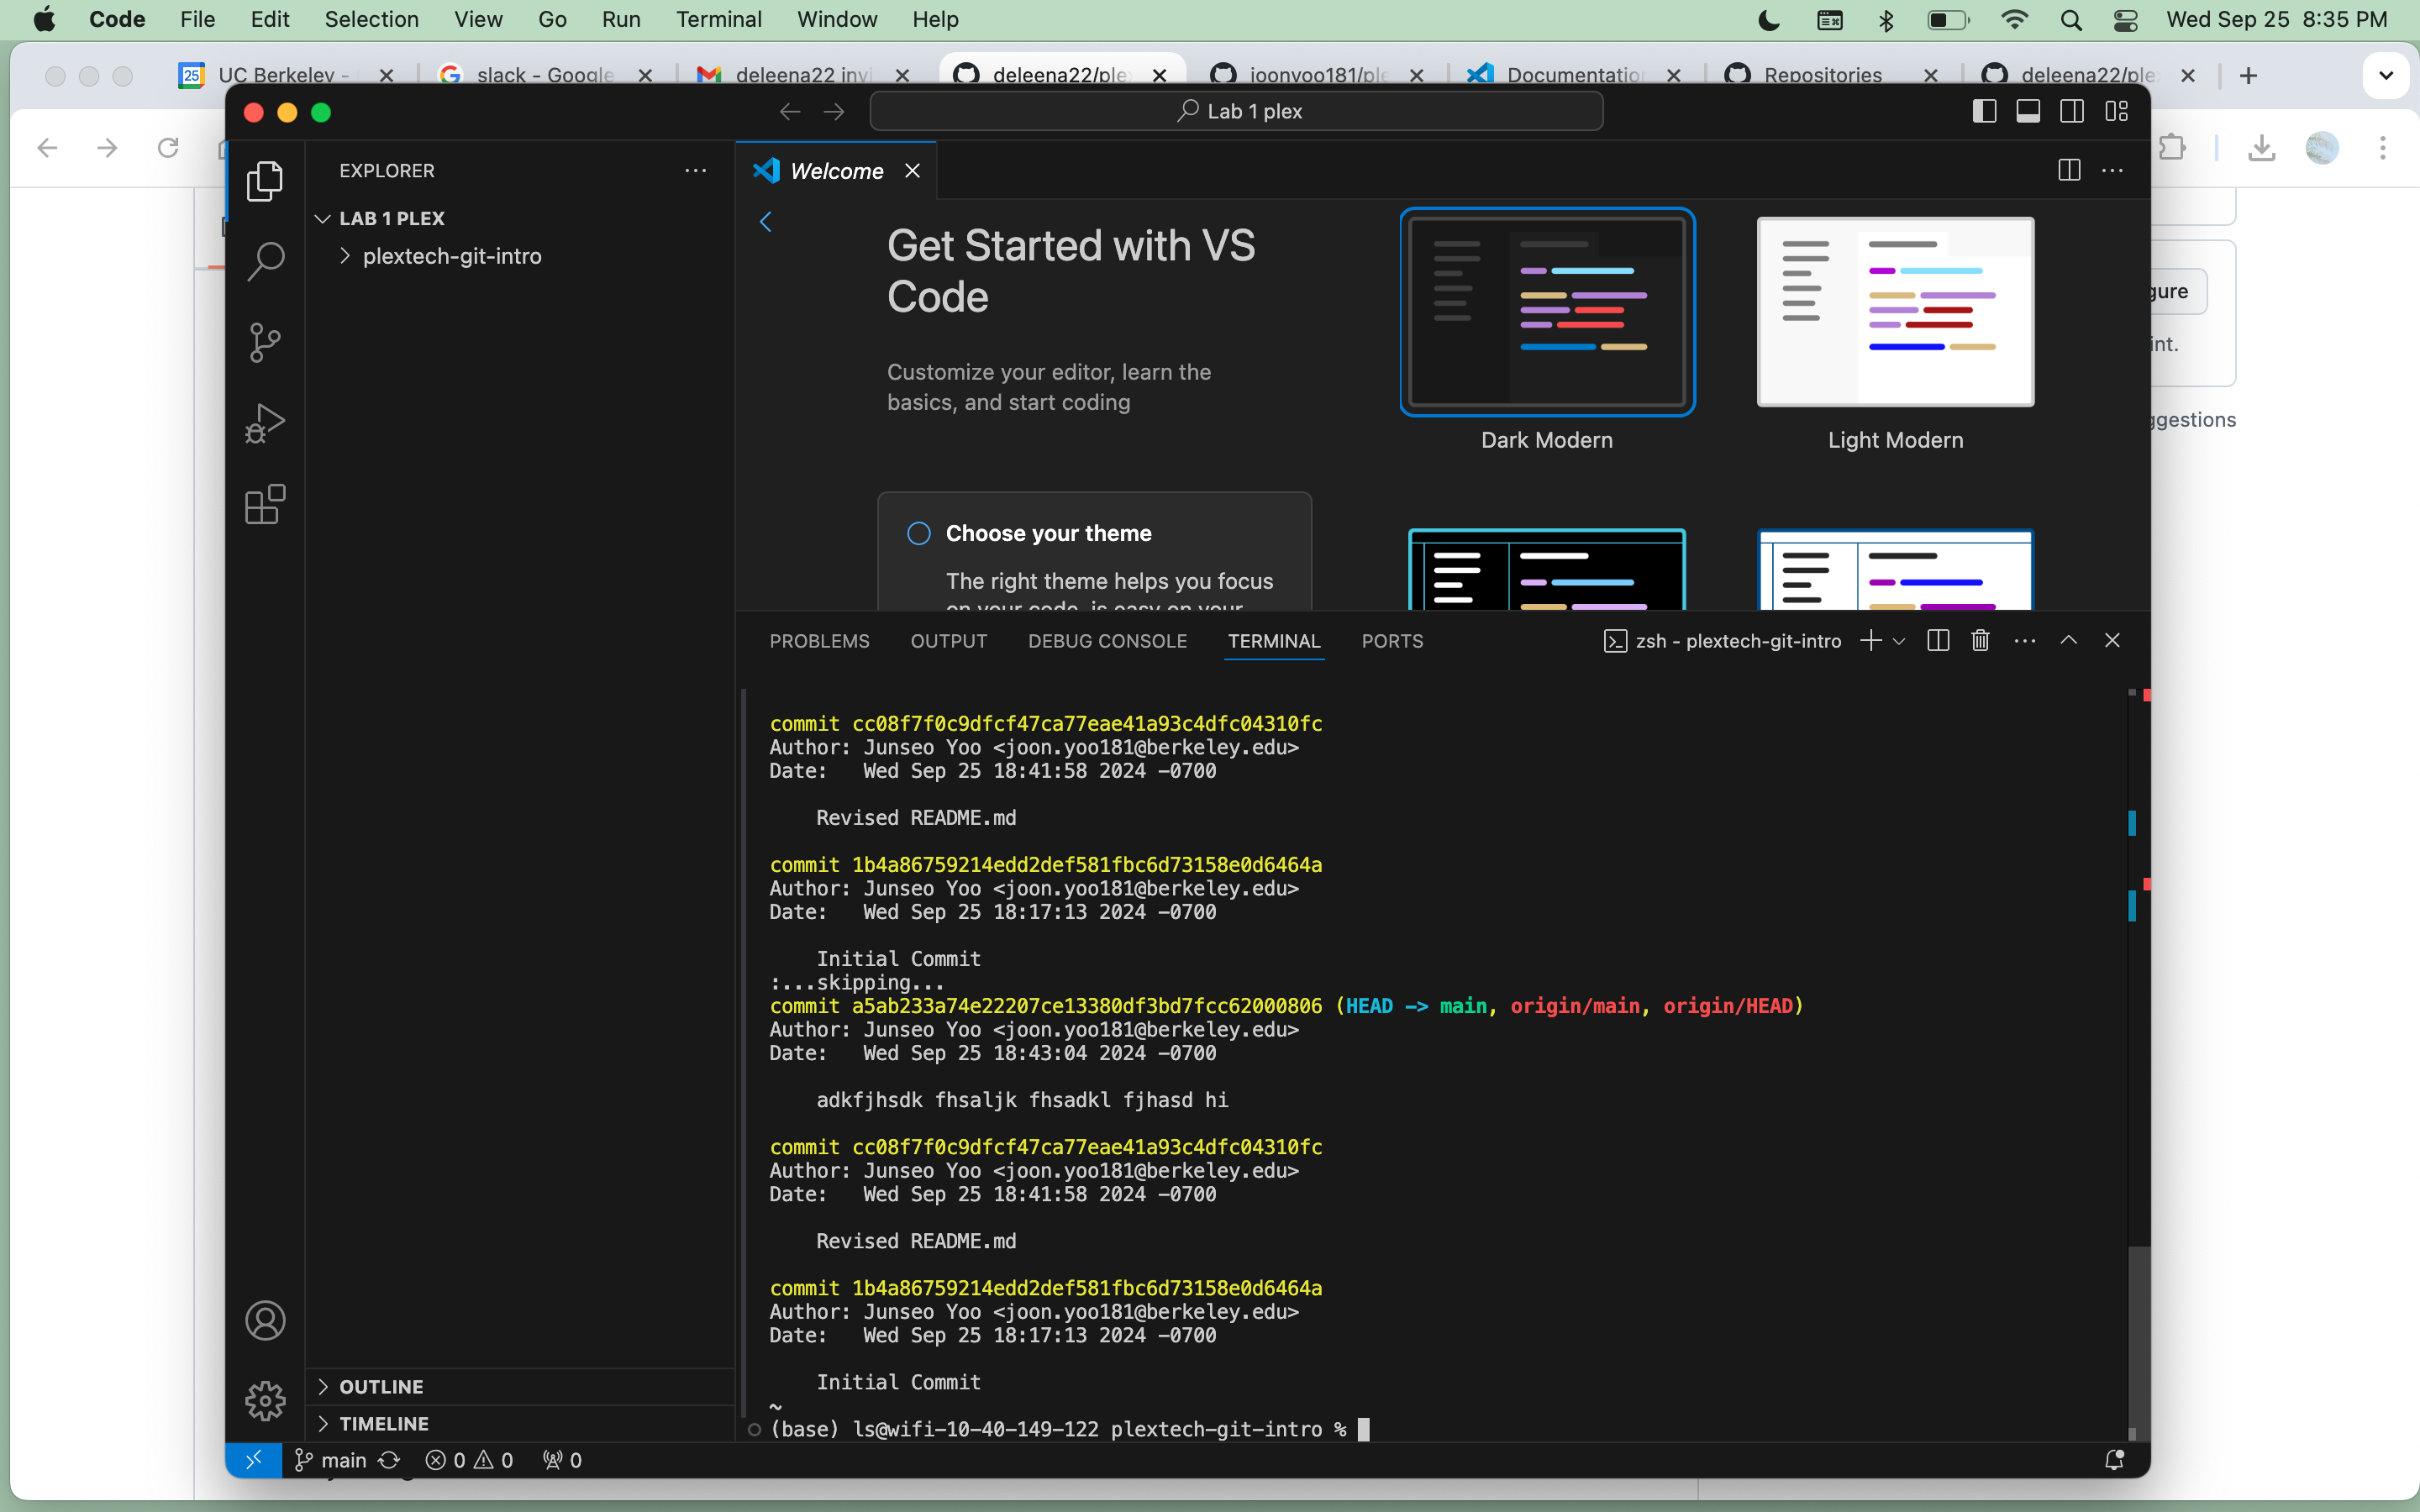 Code File Edit Selection View Go Run Terminal Window Help Wed Sep 25 8:35 PM
25 UC Berkeley - slack - Google deleena22 invi deleena22/ple joonyoo181/ple Documentation Repositories deleena22/ple
Lab 1 plex
EXPLORER
LAB 1 PLEX
plextech-git-intro
Welcome
Get Started with VS
Code
Customize your editor, learn the
basics, and start coding
Dark Modern
Light Modern
gure
int.
ggestions
Choose your theme
The right theme helps you focus
on your code, is easy on your
PROBLEMS OUTPUT DEBUG CONSOLE TERMINAL PORTS zsh - plextech-git-intro
commit cc08f7f0c9dfcf47ca77eae41a93c4dfc04310fc
Author: Junseo Yoo <joon.yoo181@berkeley.edu>
Date:   Wed Sep 25 18:41:58 2024 -0700
Revised README.md
commit 1b4a86759214edd2def581fbc6d73158e0d6464a
Author: Junseo Yoo <joon.yoo181@berkeley.edu>
Date:   Wed Sep 25 18:17:13 2024 -0700
Initial Commit
:...skipping...
commit a5ab233a74e22207ce13380df3bd7fcc62000806 (HEAD -> main, origin/main, origin/HEAD)
Author: Junseo Yoo <joon.yoo181@berkeley.edu>
Date:   Wed Sep 25 18:43:04 2024 -0700
adkfjhsdk fhsaljk fhsadkl fjhasd hi
commit cc08f7f0c9dfcf47ca77eae41a93c4dfc04310fc
Author: Junseo Yoo <joon.yoo181@berkeley.edu>
Date:   Wed Sep 25 18:41:58 2024 -0700
Revised README.md
commit 1b4a86759214edd2def581fbc6d73158e0d6464a
Author: Junseo Yoo <joon.yoo181@berkeley.edu>
Date:   Wed Sep 25 18:17:13 2024 -0700
Initial Commit
~
(base) ls@wifi-10-40-149-122 plextech-git-intro %
OUTLINE
TIMELINE
main 0 0 0